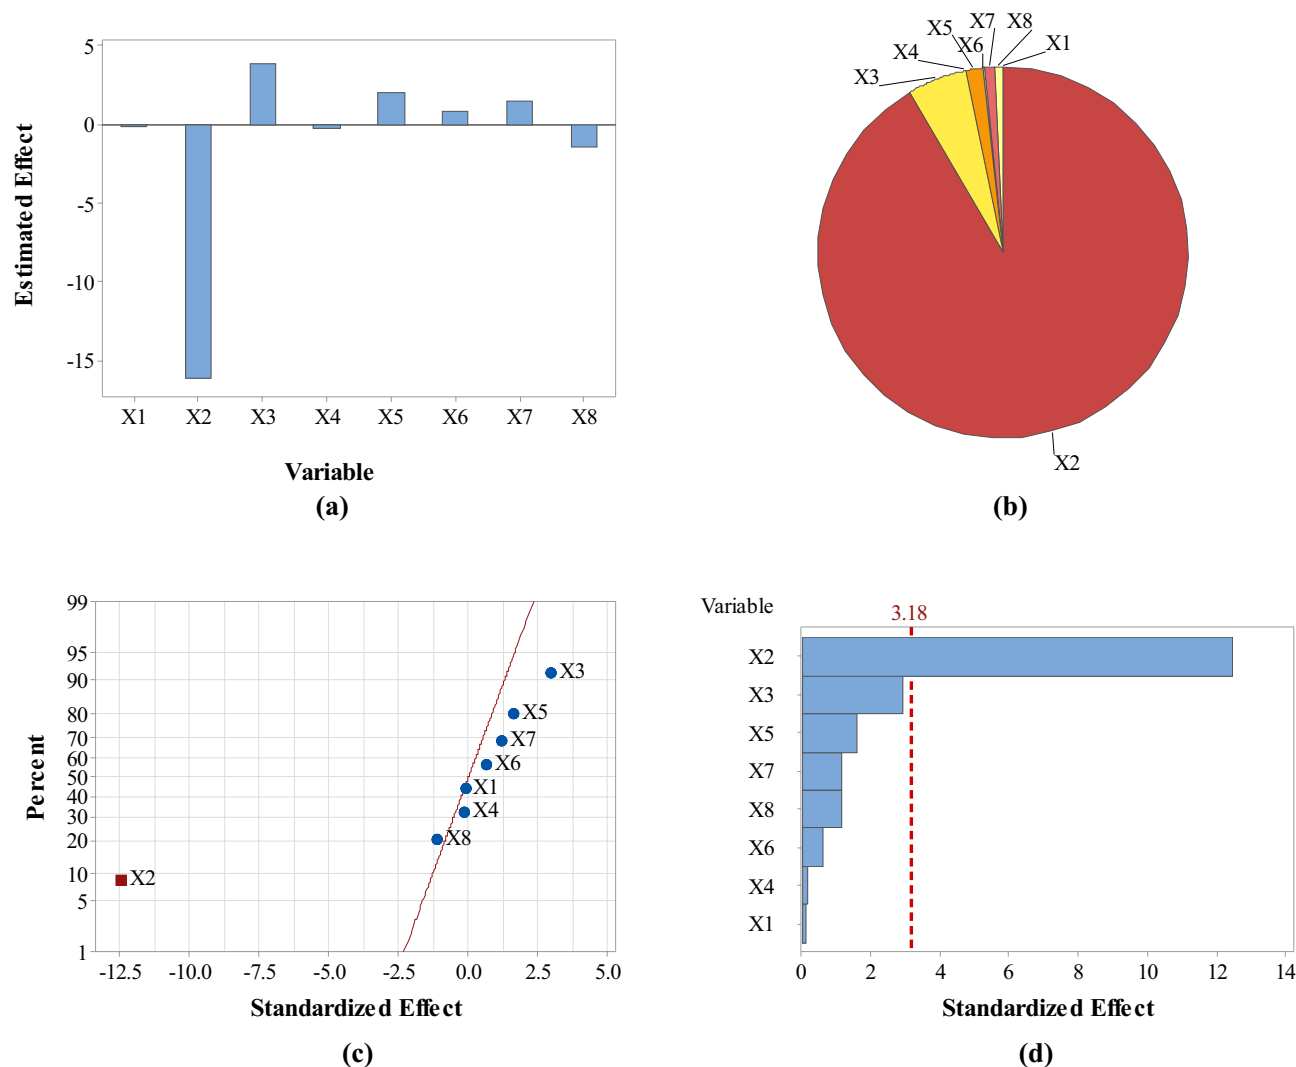 5
0
-5
-10
-15
Estimated Effect
X1 X2 X3 X4 X5 X6 X7 X8
Variable
(a)
X3
X4
X5
X6
X7
X8
X1
X2
(b)
99
95
90
80
70
60
50
40
30
20
10
5
1
Percent
X3
X5
X7
X6
X1
X4
X8
X2
-12.5 -10.0 -7.5 -5.0 -2.5 0.0 2.5 5.0
Standardized Effect
(c)
Variable
3.18
X2
X3
X5
X7
X8
X6
X4
X1
0 2 4 6 8 10 12 14
Standardized Effect
(d)